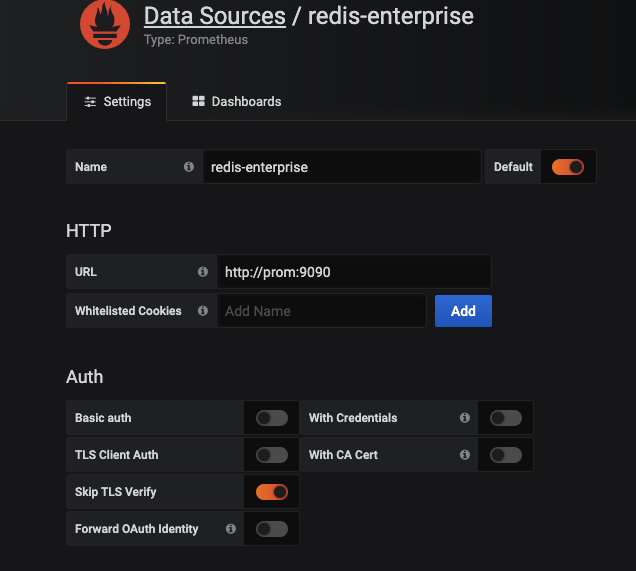 Data Sources / redis-enterprise
Type: Prometheus
Settings Dashboards
Name redis-enterprise Default
HTTP
URL http://prom:9090
Whitelisted Cookies Add Name Add
Auth
Basic auth With Credentials
TLS Client Auth With CA Cert
Skip TLS Verify
Forward OAuth Identity